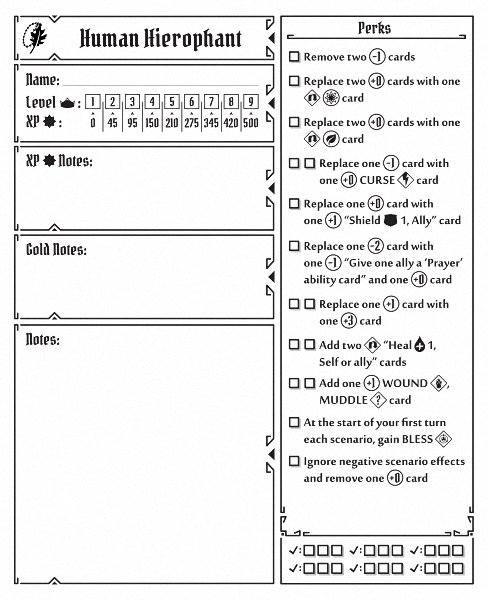 Human Hierophant
Name:
Level :
1 2 3 4 5 6 7 8 9
XP :
0 45 95 150 210 275 345 420 500
XP Notes:
Gold Notes:
Notes:
Perks
Remove two -1 cards
Replace two +0 cards with one
card
Replace two +0 cards with one
card
Replace one -1 card with
one +0 CURSE card
Replace one +0 card with
one +1 “Shield 1, Ally” card
Replace one -2 card with
one -1 “Give one ally a ‘Prayer’
ability card” and one +0 card
Replace one +1 card with
one +3 card
Add two “Heal 1,
Self or ally” cards
Add one +1 WOUND ,
MUDDLE ? card
At the start of your first turn
each scenario, gain BLESS
Ignore negative scenario effects
and remove one +0 card
✓: ✓: ✓:
✓: ✓: ✓: